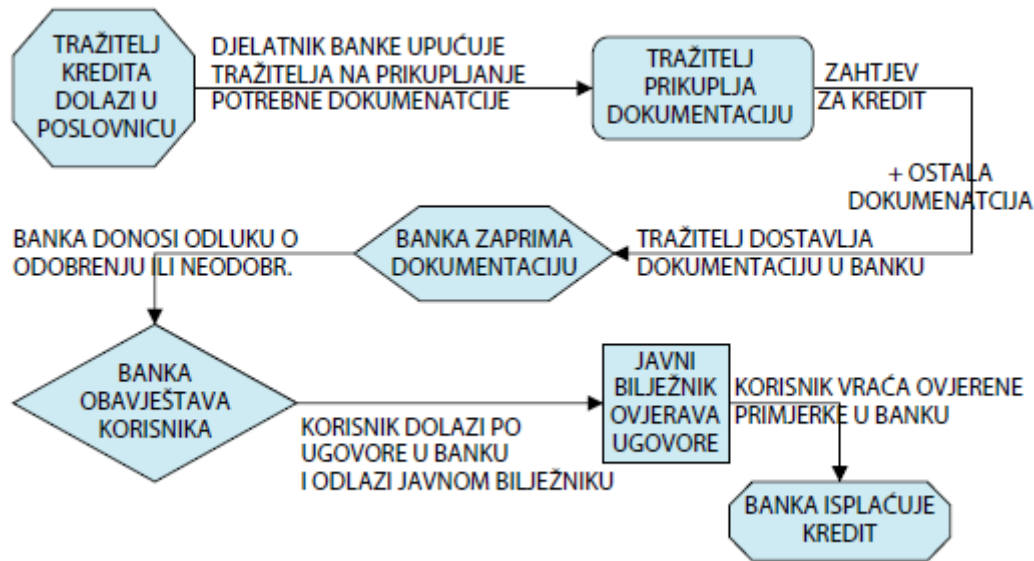 TRAŽITELJ
KREDITA
DOLAZI U
POSLOVNICU
DJELATNIK BANKE UPUĆUJE
TRAŽITELJA NA PRIKUPLJANJE
POTREBNE DOKUMENATCIJE
TRAŽITELJ
PRIKUPLJA
DOKUMENTACIJU
ZAHTJEV
ZA KREDIT
+ OSTALA
DOKUMENATCIJA
TRAŽITELJ DOSTAVLJA
DOKUMENTACIJU U BANKU
BANKA ZAPRIMA
DOKUMENTACIJU
BANKA DONOSI ODLUKU O
ODOBRENJU ILI NEODOBR.
BANKA
OBAVJEŠTAVA
KORISNIKA
KORISNIK DOLAZI PO
UGOVORE U BANKU
I ODLAZI JAVNOM BILJEŽNIKU
JAVNI
BILJEŽNIK
OVJERAVA
UGOVORE
KORISNIK VRAĆA OVJERENE
PRIMJERKE U BANKU
BANKA ISPLAĆUJE
KREDIT